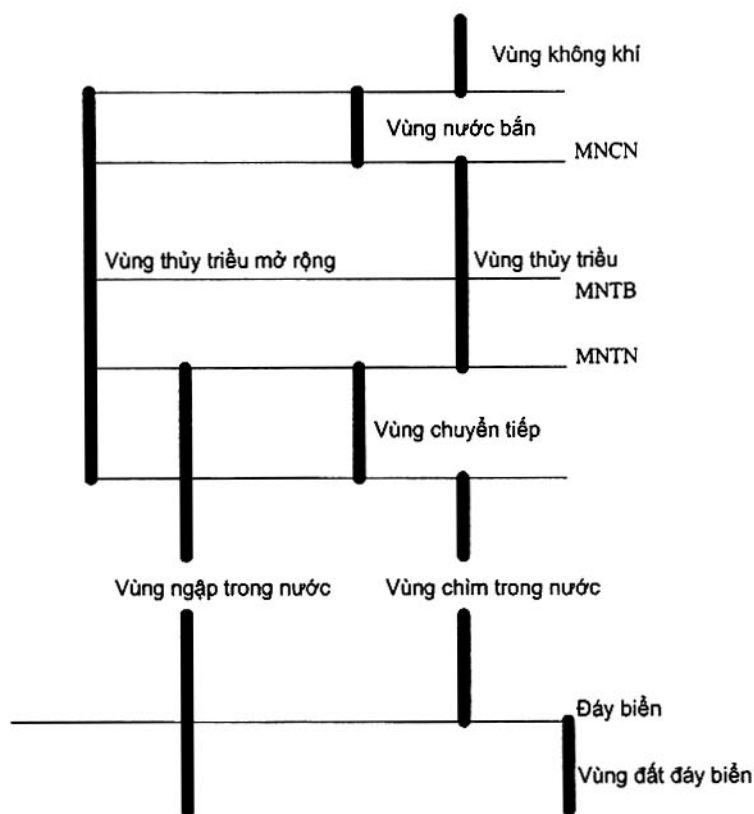 Vùng không khí
Vùng nước bắn
MNCN
Vùng thủy triều mở rộng
Vùng thủy triều
MNTB
MNTN
Vùng chuyển tiếp
Vùng ngập trong nước
Vùng chìm trong nước
Đáy biển
Vùng đất đáy biển